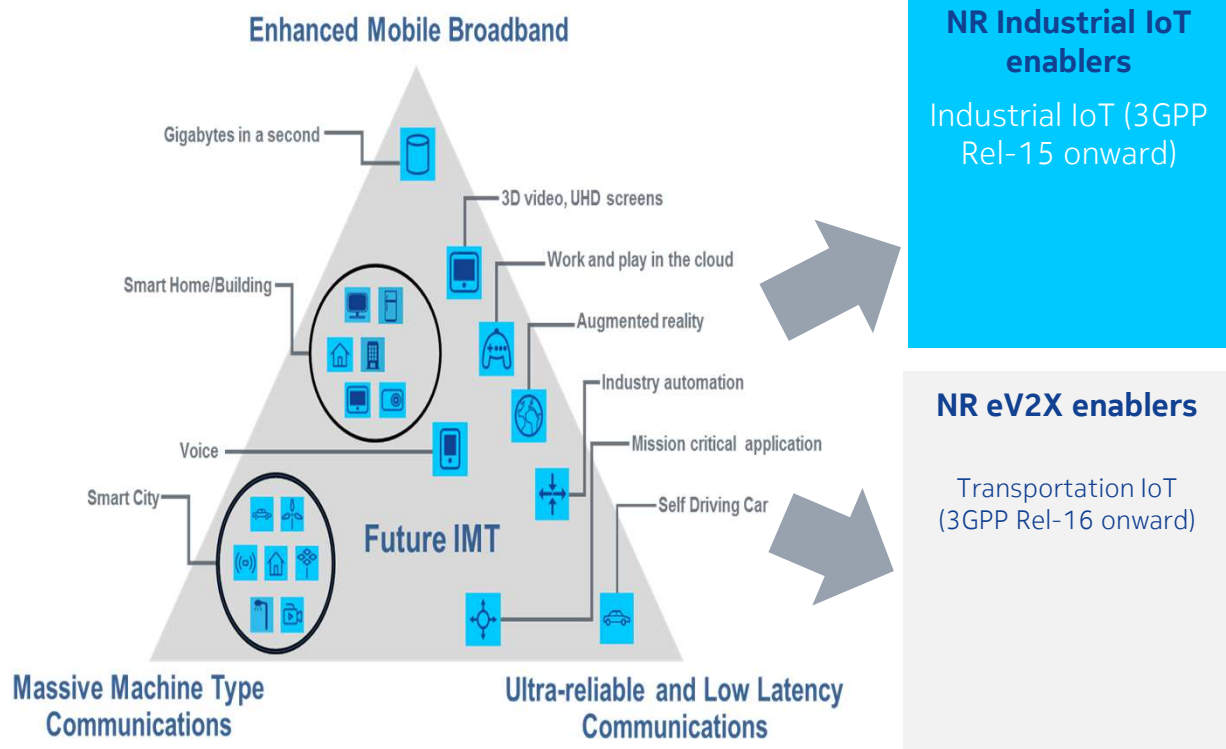 Enhanced Mobile Broadband
Gigabytes in a second
3D video, UHD screens
Work and play in the cloud
Smart Home/Building
Augmented reality
Industry automation
Mission critical application
Voice
Smart City
Self Driving Car
Future IMT
Massive Machine Type
Communications
Ultra-reliable and Low Latency
Communications
NR Industrial IoT
enablers
Industrial IoT (3GPP
Rel-15 onward)
NR eV2X enablers
Transportation IoT
(3GPP Rel-16 onward)